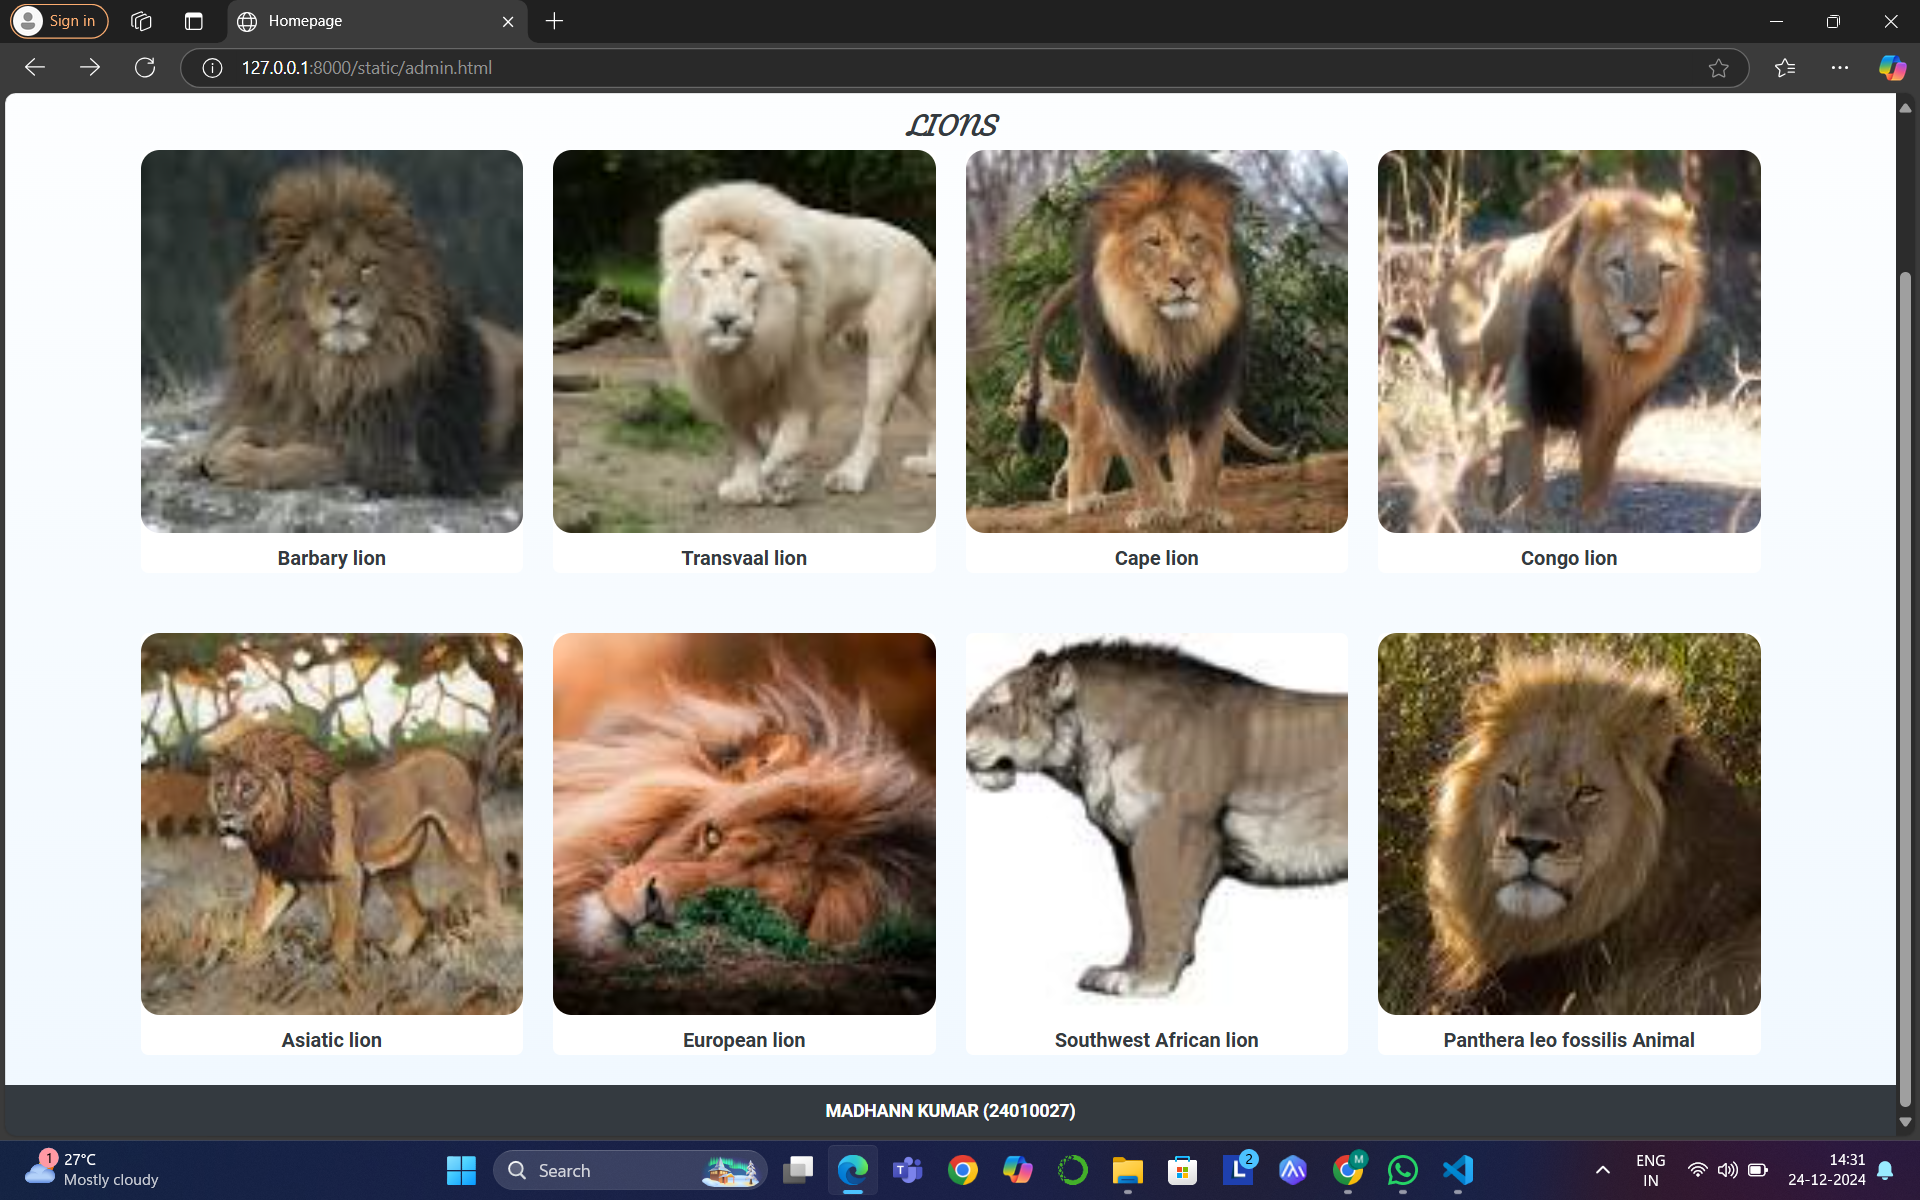 Sign in
Homepage
127.0.0.1:8000/static/admin.html
LIONS
Barbary lion
Transvaal lion
Cape lion
Congo lion
Asiatic lion
European lion
Southwest African lion
Panthera leo fossilis Animal
MADHANN KUMAR (24010027)
1
27°C
Mostly cloudy
Search
T
L
2
M
ENG
IN
14:31
24-12-2024